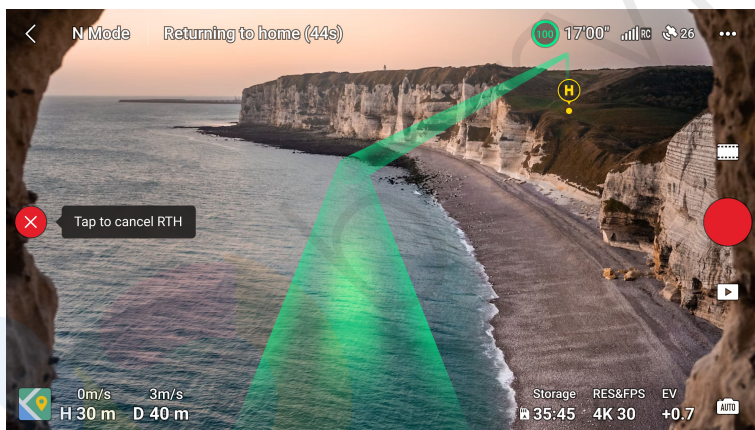 N Mode Returning to home (44s) 100 17'00" RC 26
H
Tap to cancel RTH
0m/s 3m/s
H 30 m D 40 m
Storage RES&FPS EV
35:45 4K 30 +0.7
AUTO